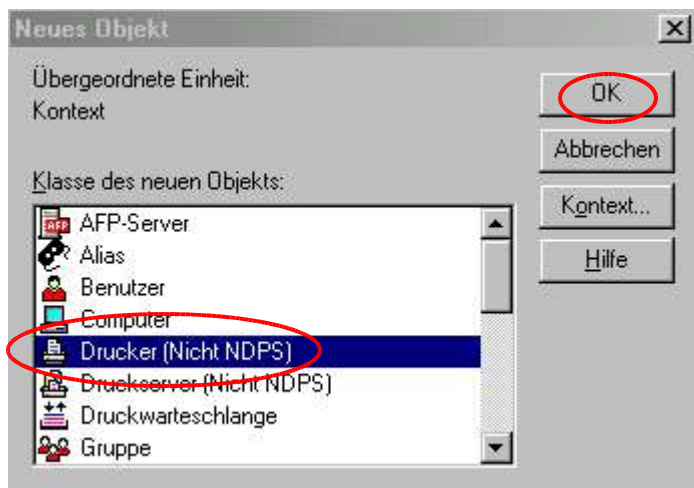 Neues Objekt
Übergeordnete Einheit:
Kontext
Klasse des neuen Objekts:
AFP-Server
Alias
Benutzer
Computer
Drucker (Nicht NDPS)
Druckserver (Nicht NDPS)
Druckwarteschlange
Gruppe
OK
Abbrechen
Kontext...
Hilfe